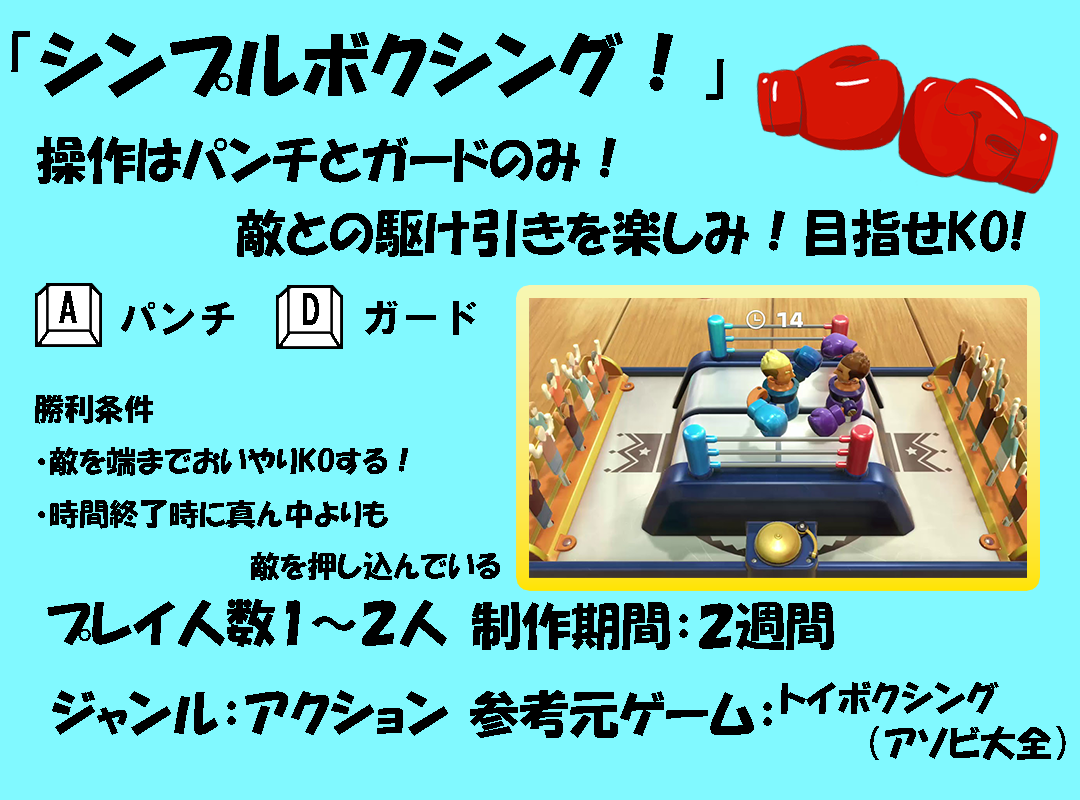 「シンプルボクシング！」
操作はパンチとガードのみ！
敵との駆け引きを楽しみ！目指せKO!
A パンチ D ガード
14
勝利条件
・敵を端までおいやりKOする！
・時間終了時に真ん中よりも
敵を押し込んでいる
プレイ人数1～2人 制作期間：2週間
ジャンル：アクション 参考元ゲーム：トイボクシング
（アソビ大全）